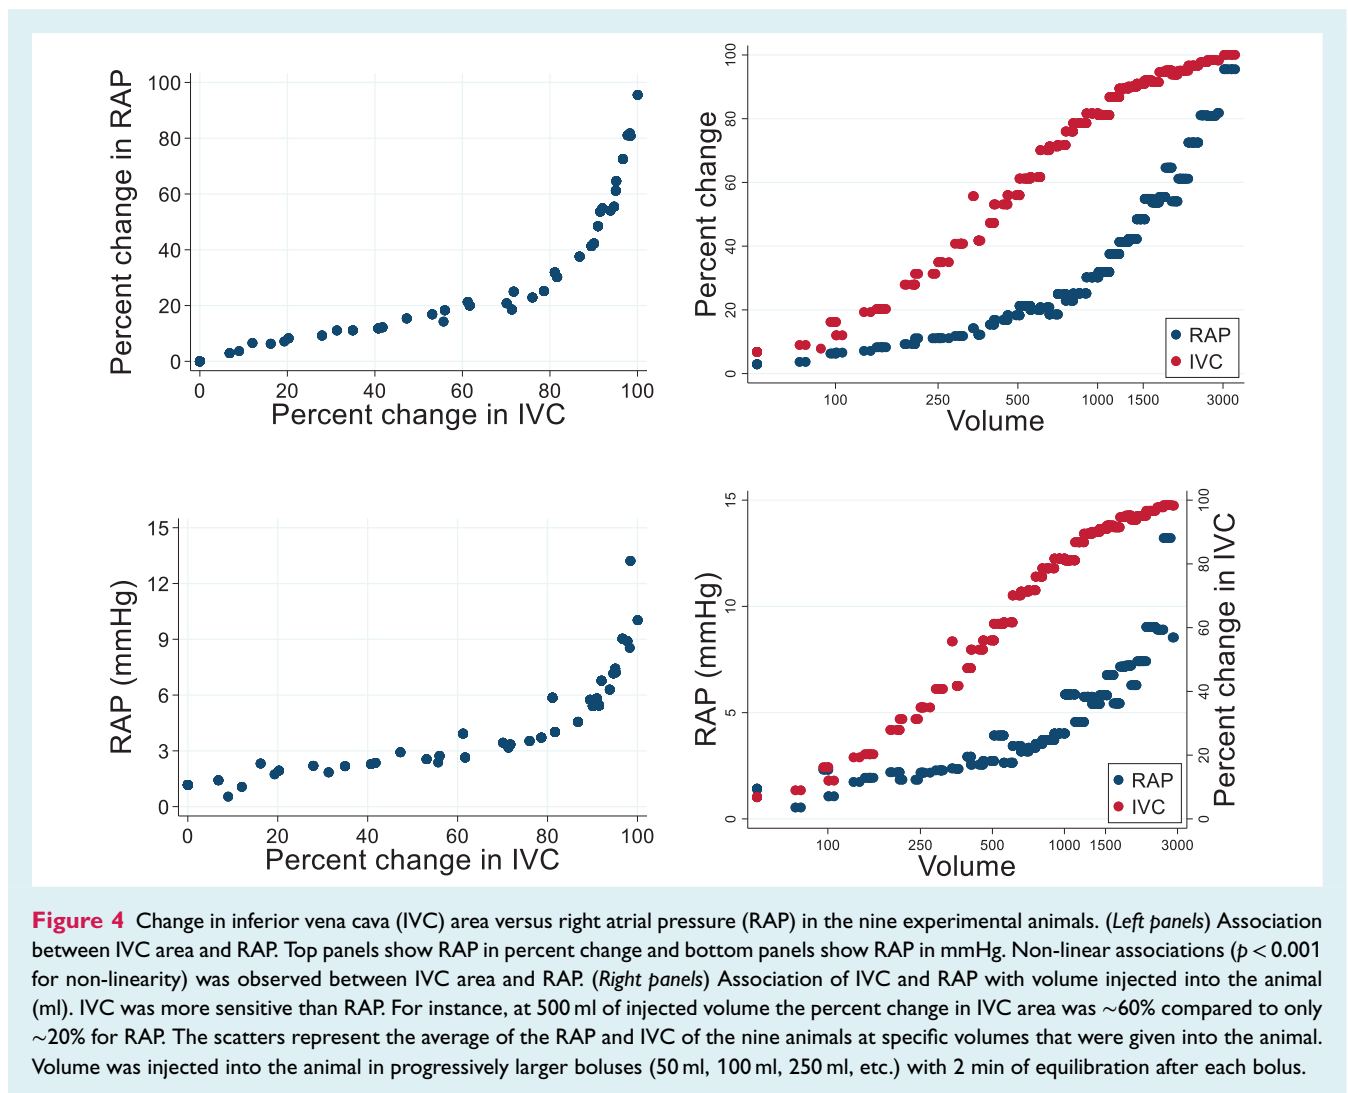 Percent change in RAP
100
80
60
40
20
0
0 20 40 60 80 100
Percent change in IVC
Percent change
100
80
60
40
20
0
RAP
IVC
100 250 500 1000 1500 3000
Volume
RAP (mmHg)
15
12
9
6
3
0
0 20 40 60 80 100
Percent change in IVC
RAP (mmHg)
15
10
5
0
RAP
IVC
100
80
60
40
20
0
Percent change in IVC
100 250 500 1000 1500 3000
Volume
Figure 4 Change in inferior vena cava (IVC) area versus right atrial pressure (RAP) in the nine experimental animals. (Left panels) Association
between IVC area and RAP. Top panels show RAP in percent change and bottom panels show RAP in mmHg. Non-linear associations (p < 0.001
for non-linearity) was observed between IVC area and RAP. (Right panels) Association of IVC and RAP with volume injected into the animal
(ml). IVC was more sensitive than RAP. For instance, at 500 ml of injected volume the percent change in IVC area was ~60% compared to only
~20% for RAP. The scatters represent the average of the RAP and IVC of the nine animals at specific volumes that were given into the animal.
Volume was injected into the animal in progressively larger boluses (50 ml, 100 ml, 250 ml, etc.) with 2 min of equilibration after each bolus.